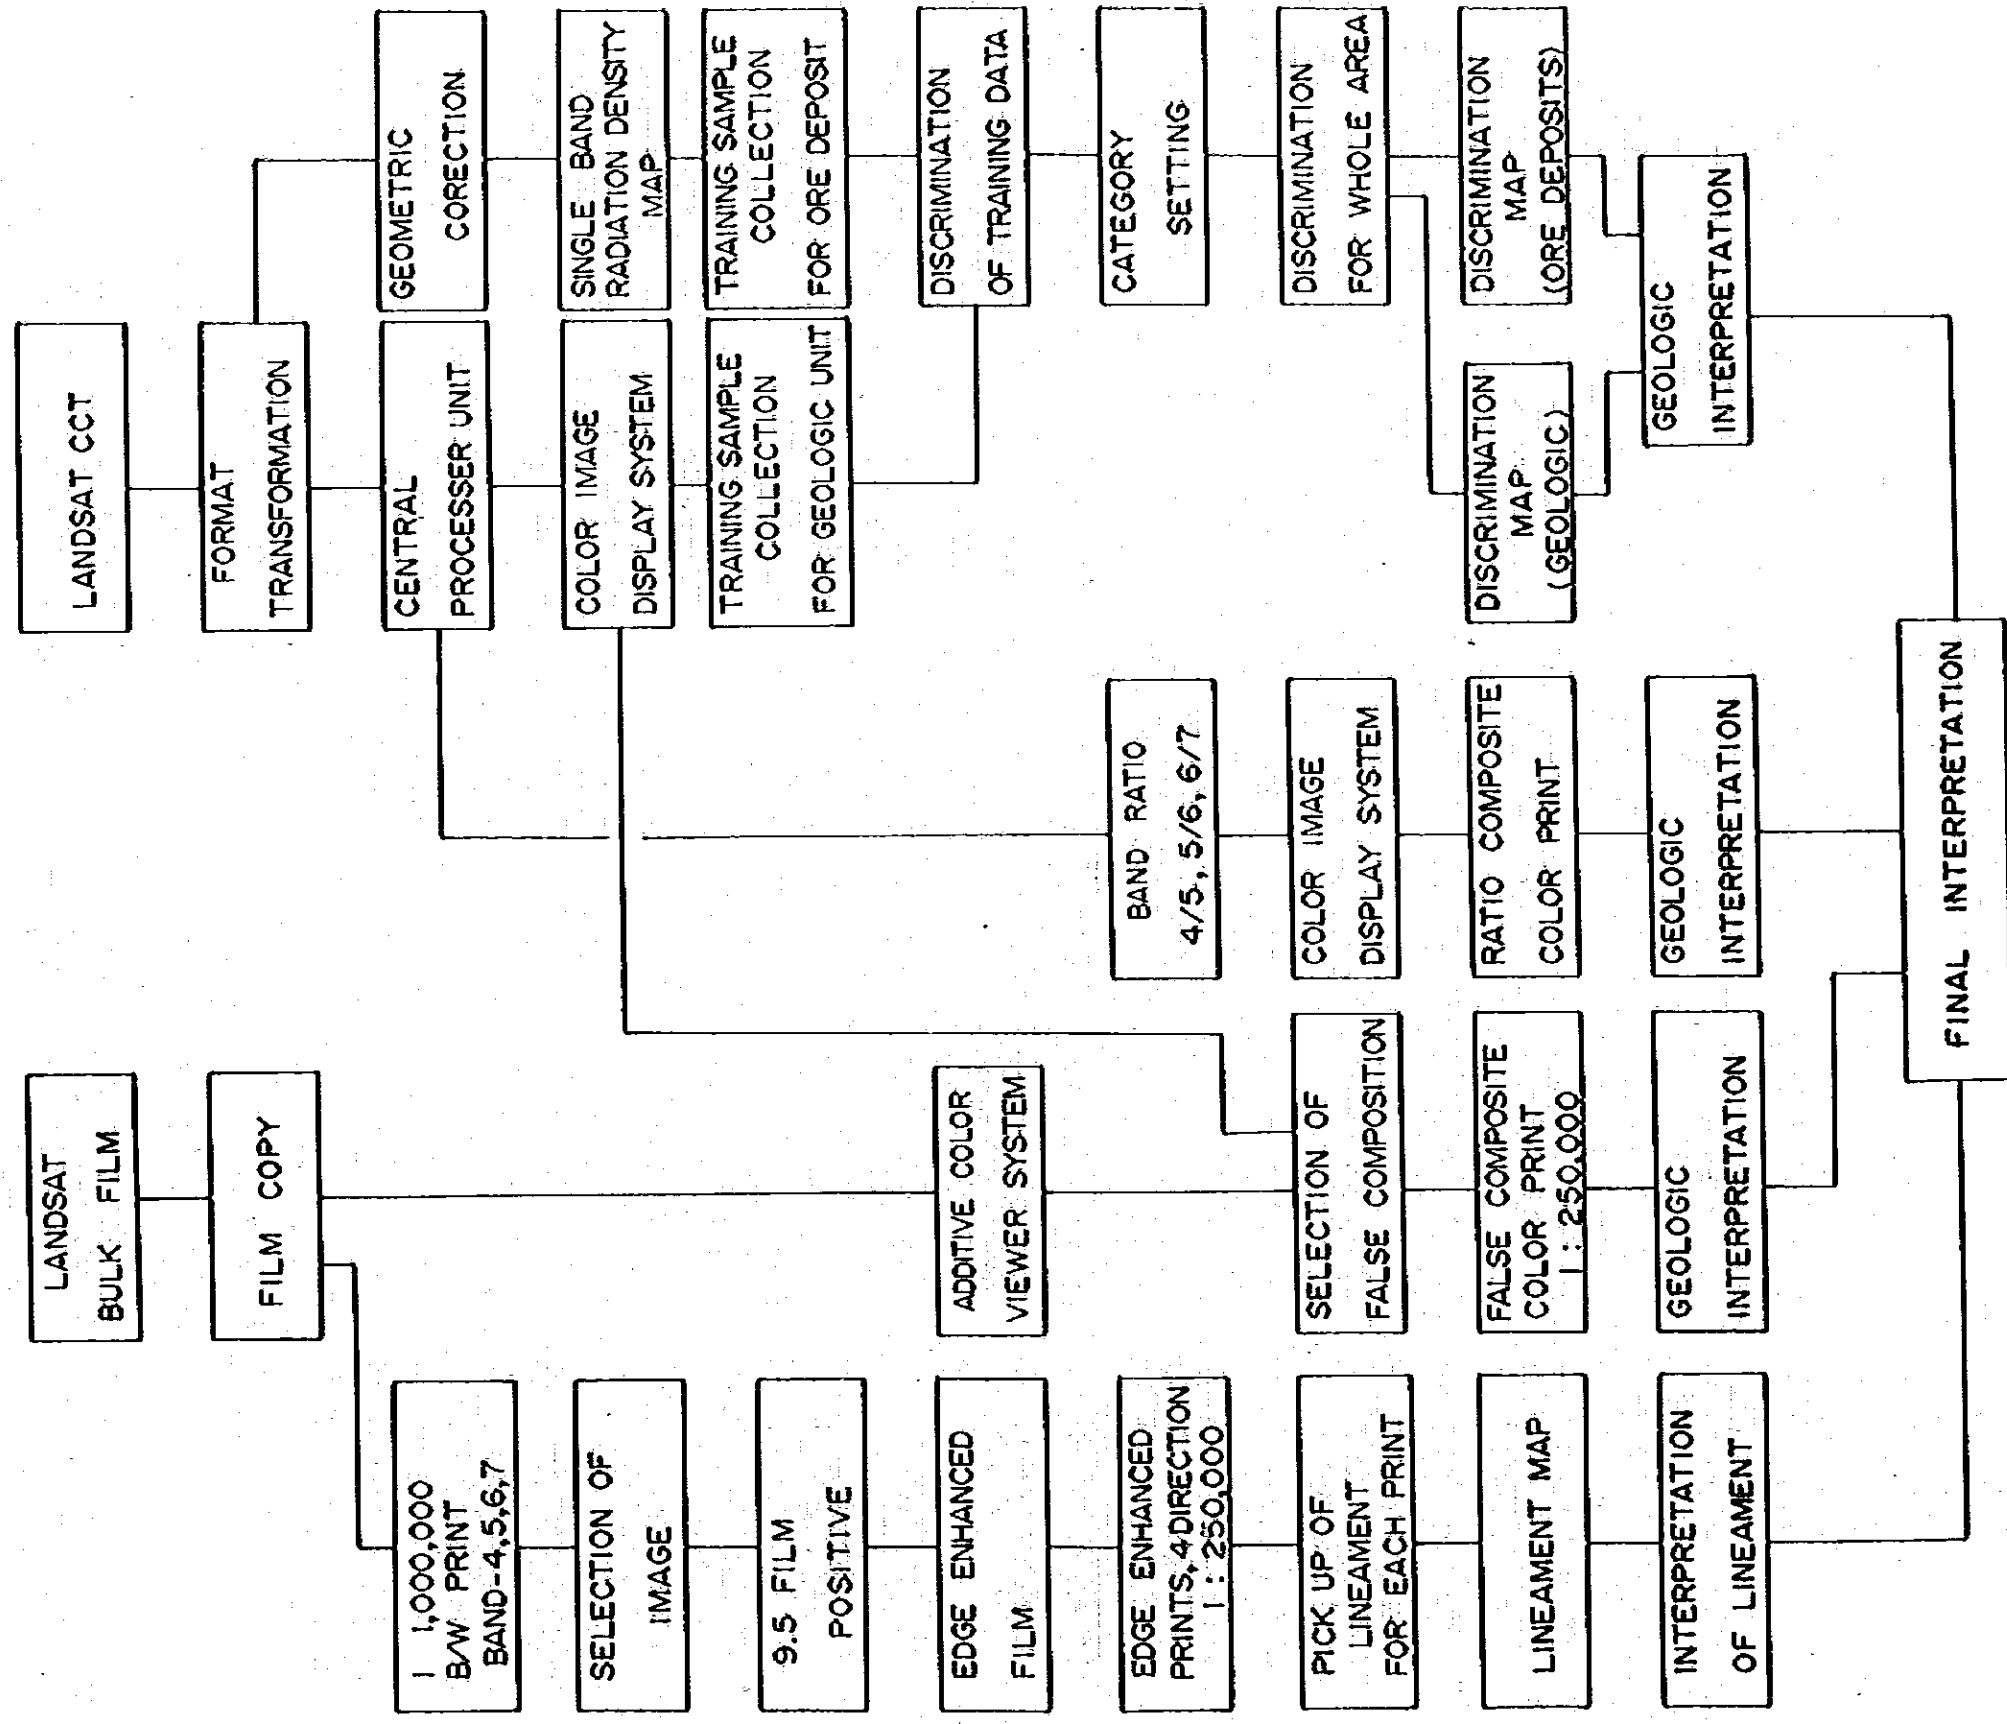 LANDSAT
BULK FILM
FILM COPY
1 1,000,000
B/W PRINT
BAND-4,5,6,7
SELECTION OF
IMAGE
9.5 FILM
POSITIVE
EDGE ENHANCED
FILM
EDGE ENHANCED
PRINTS, 4 DIRECTION
1 : 250,000
PICK UP OF
LINEAMENT
FOR EACH PRINT
LINEAMENT MAP
INTERPRETATION
OF LINEAMENT
ADDITIVE COLOR
VIEWER SYSTEM
SELECTION OF
FALSE COMPOSITION
FALSE COMPOSITE
COLOR PRINT
1 : 250,000
GEOLOGIC
INTERPRETATION
LANDSAT CCT
FORMAT
TRANSFORMATION
CENTRAL
PROCESSER UNIT
COLOR IMAGE
DISPLAY SYSTEM
TRAINING SAMPLE
COLLECTION
FOR GEOLOGIC UNIT
BAND RATIO
4/5, 5/6, 6/7
COLOR IMAGE
DISPLAY SYSTEM
RATIO COMPOSITE
COLOR PRINT
GEOLOGIC
INTERPRETATION
GEOMETRIC
CORECTION
SINGLE BAND
RADIATION DENSITY
MAP
TRAINING SAMPLE
COLLECTION
FOR ORE DEPOSIT
DISCRIMINATION
OF TRAINING DATA
CATEGORY
SETTING
DISCRIMINATION
FOR WHOLE AREA
DISCRIMINATION
MAP
(GEOLOGIC)
DISCRIMINATION
MAP
(ORE DEPOSITS)
GEOLOGIC
INTERPRETATION
FINAL INTERPRETATION